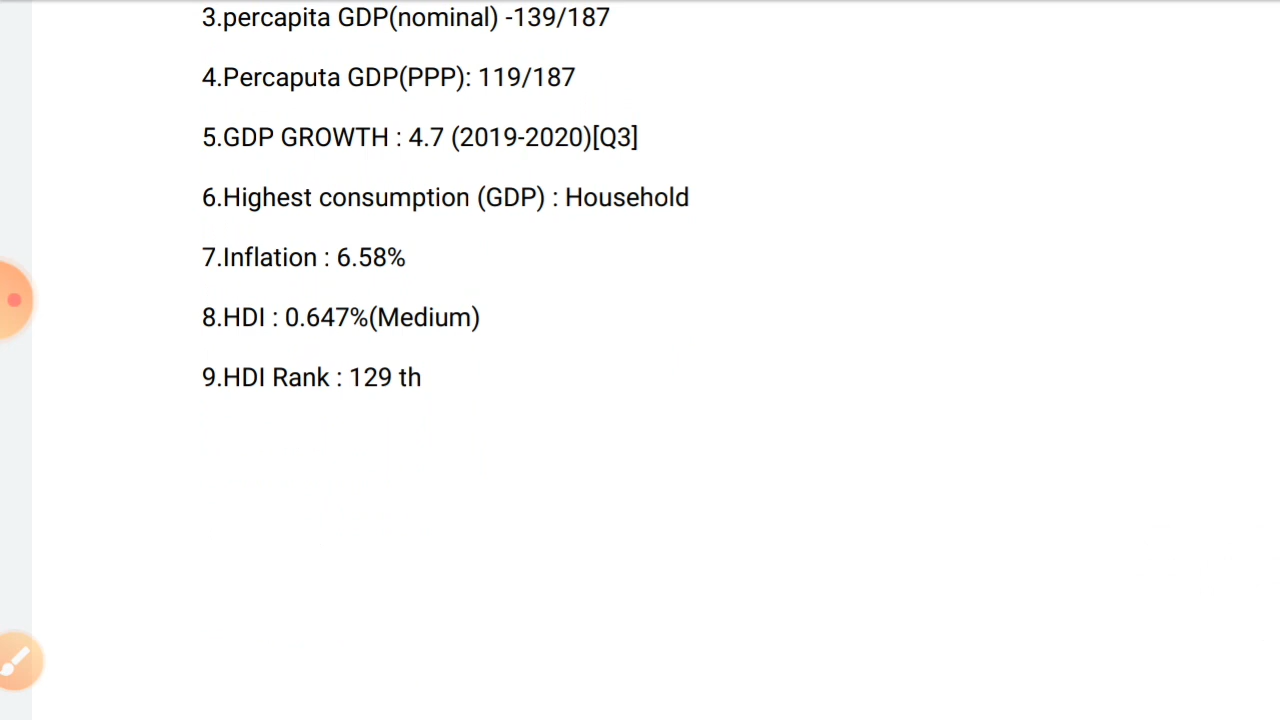 3.percapita GDP(nominal) -139/187
4.Percaputa GDP(PPP): 119/187
5.GDP GROWTH : 4.7 (2019-2020)[Q3]
6.Highest consumption (GDP) : Household
7.Inflation : 6.58%
8.HDI : 0.647%(Medium)
9.HDI Rank : 129 th